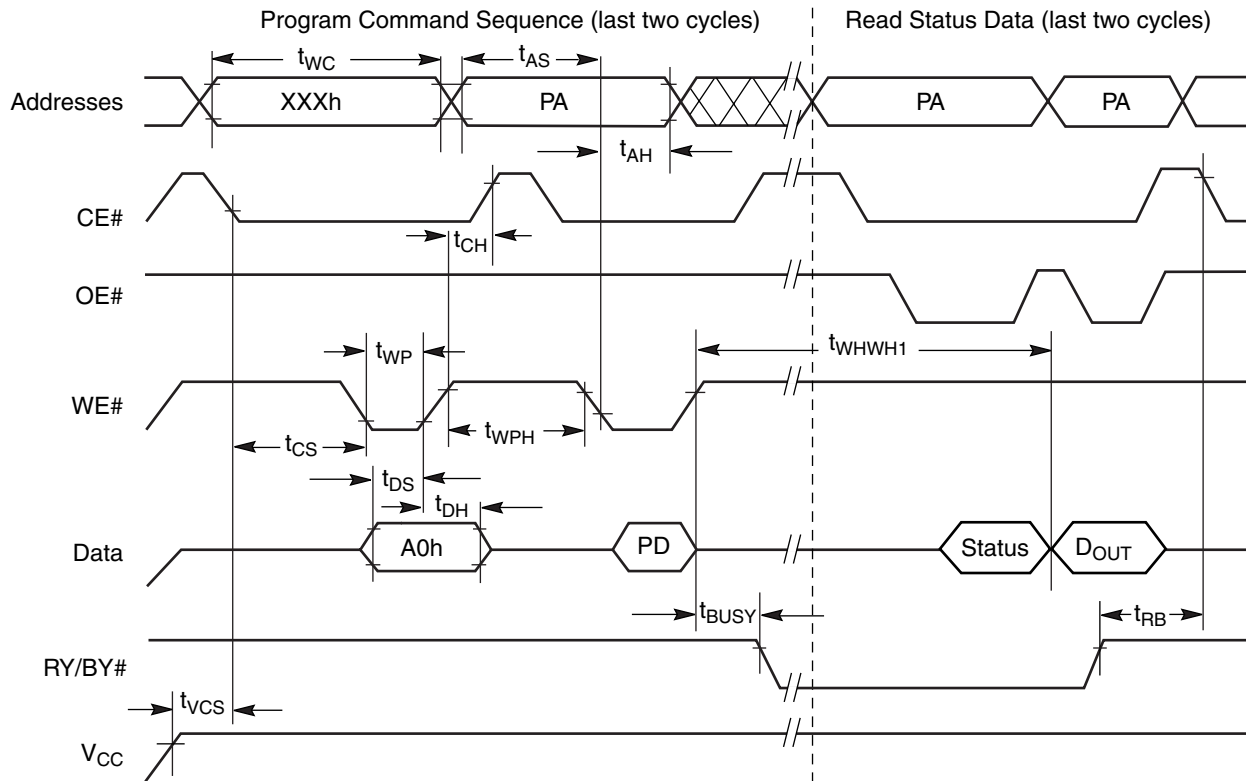 Program Command Sequence (last two cycles)
Read Status Data (last two cycles)
tWC
tAS
Addresses
XXXh
PA
PA
PA
tAH
CE#
tCH
OE#
tWP
tWHWH1
WE#
tCS
tWPH
tDS
tDH
Data
A0h
PD
Status
DOUT
tBUSY
tRB
RY/BY#
tVCS
VCC